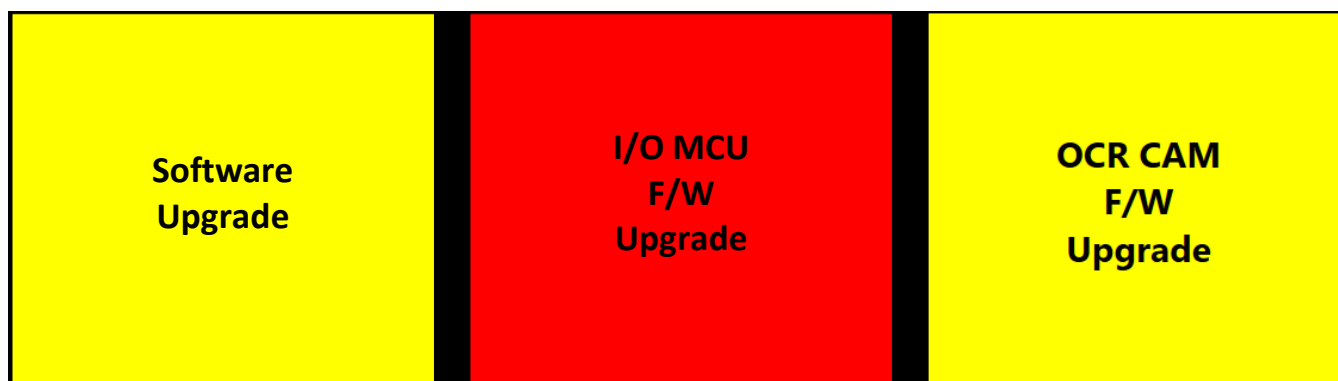 Software
Upgrade
I/O MCU
F/W
Upgrade
OCR CAM
F/W
Upgrade